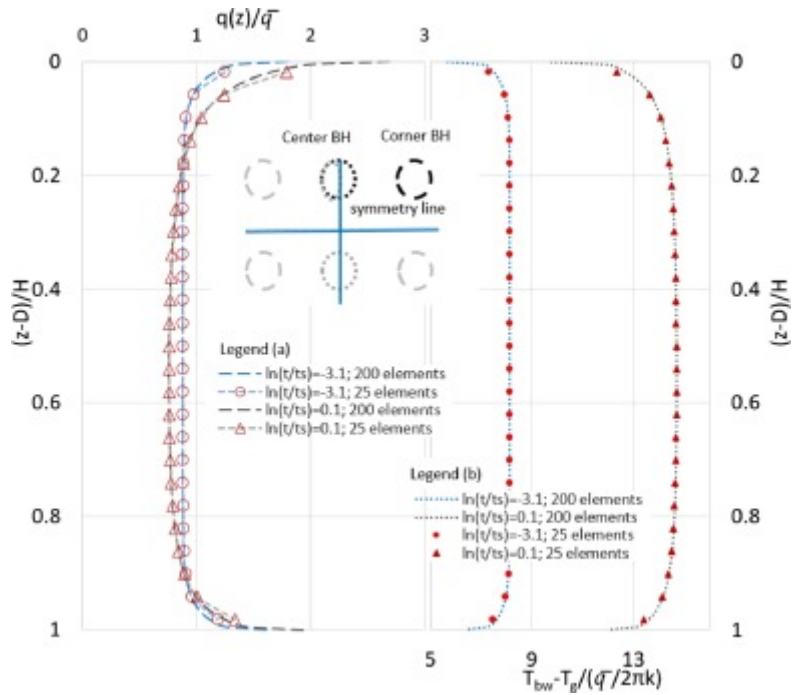 q(z)/q̄
0 1 2 3
0 0
0.2 0.2
0.4 0.4
0.6 0.6
0.8 0.8
1 1
(z-D)/H
(z-D)/H
Center BH Corner BH
symmetry line
Legend (a)
ln(t/ts)=-3.1; 200 elements
ln(t/ts)=-3.1; 25 elements
ln(t/ts)=0.1; 200 elements
ln(t/ts)=0.1; 25 elements
Legend (b)
ln(t/ts)=-3.1; 200 elements
ln(t/ts)=0.1; 200 elements
ln(t/ts)=-3.1; 25 elements
ln(t/ts)=0.1; 25 elements
5 9 13
T_bw-T_g/(q̄/2πk)